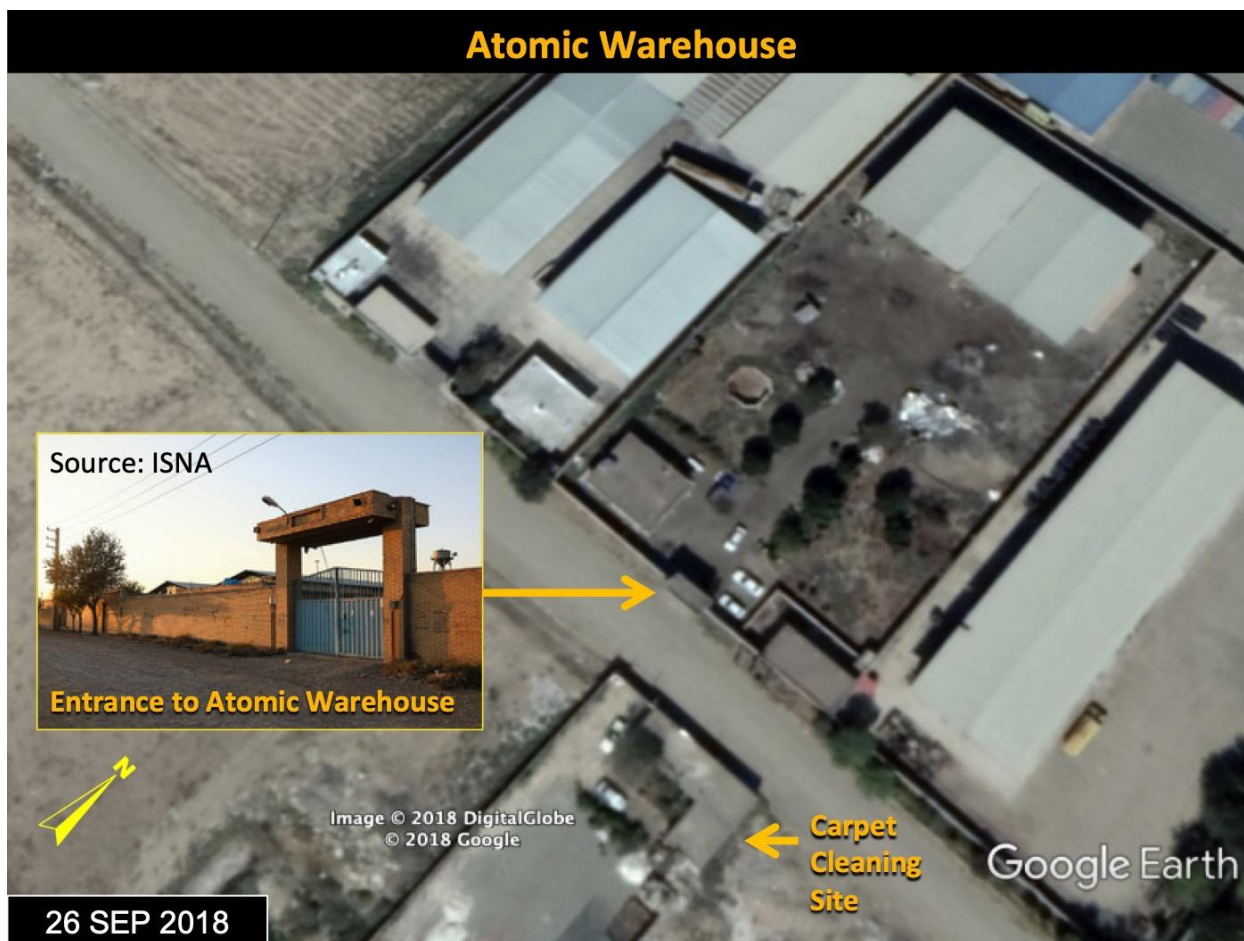 Atomic Warehouse
Source: ISNA
Entrance to Atomic Warehouse
N
Image © 2018 DigitalGlobe
© 2018 Google
Carpet
Cleaning
Site
Google Earth
26 SEP 2018